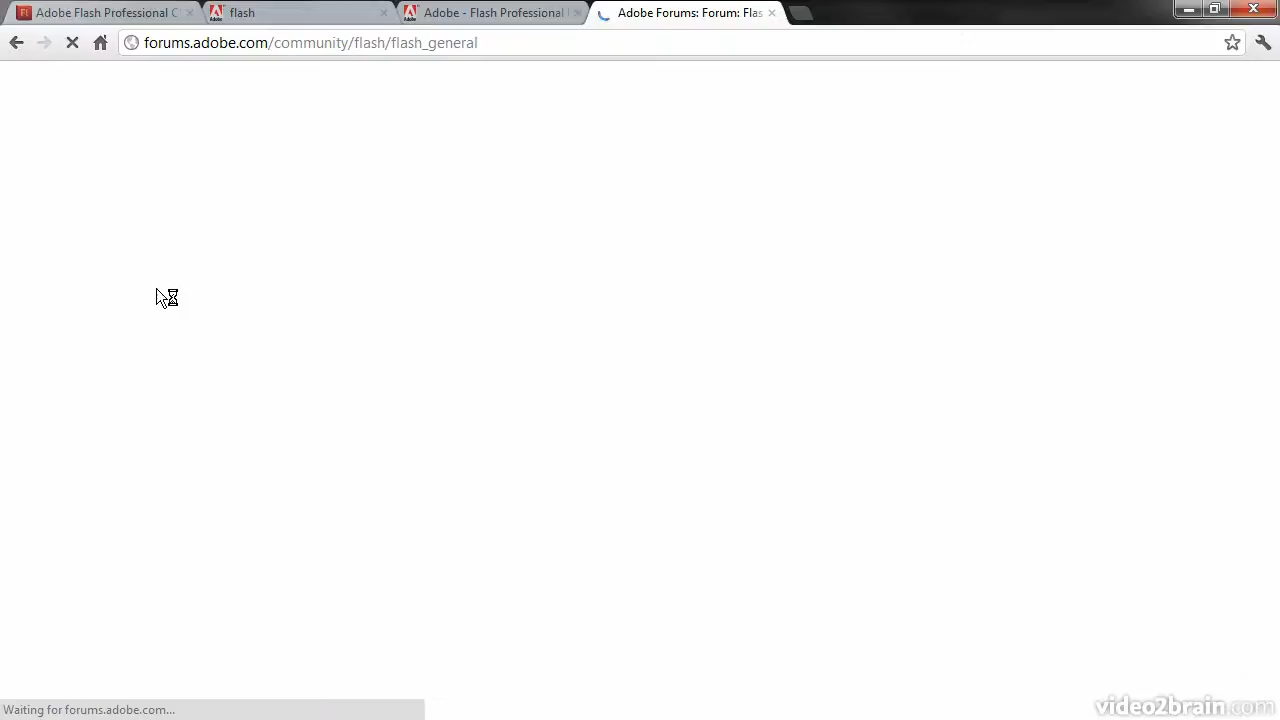 Adobe Flash Professional C
flash
Adobe - Flash Professional
Adobe Forums: Forum: Flas
forums.adobe.com/community/flash/flash_general
Waiting for forums.adobe.com...
video2brain.com